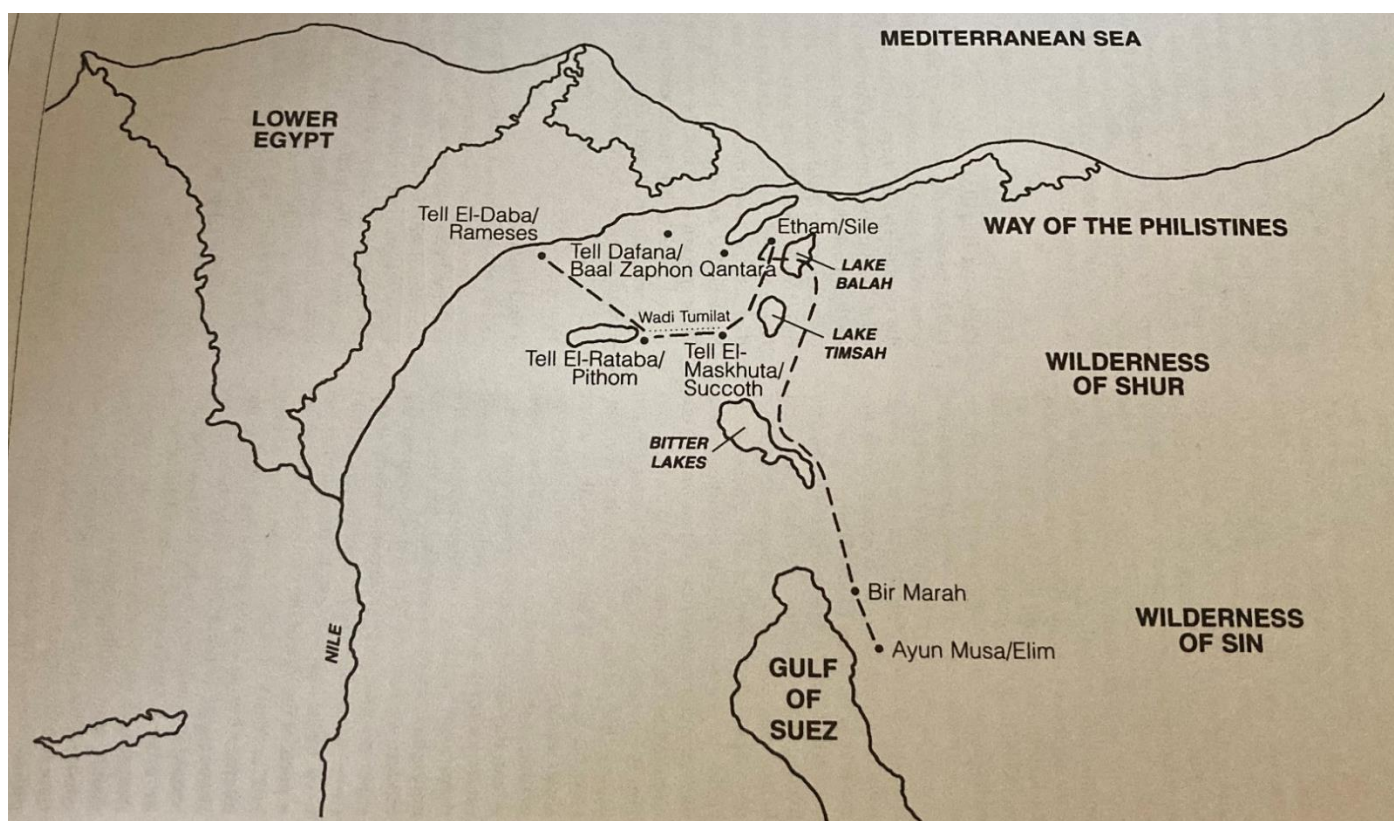 MEDITERRANEAN SEA
LOWER
EGYPT
Tell El-Daba/
Rameses
Tell Dafana/
Baal Zaphon
Qantara
Etham/Sile
WAY OF THE PHILISTINES
LAKE
BALAH
Wadi Tumilat
LAKE
TIMSAH
Tell El-Rataba/
Pithom
Tell El-
Maskhuta/
Succoth
WILDERNESS
OF SHUR
BITTER
LAKES
Bir Marah
NILE
WILDERNESS
OF SIN
Ayun Musa/Elim
GULF
OF
SUEZ